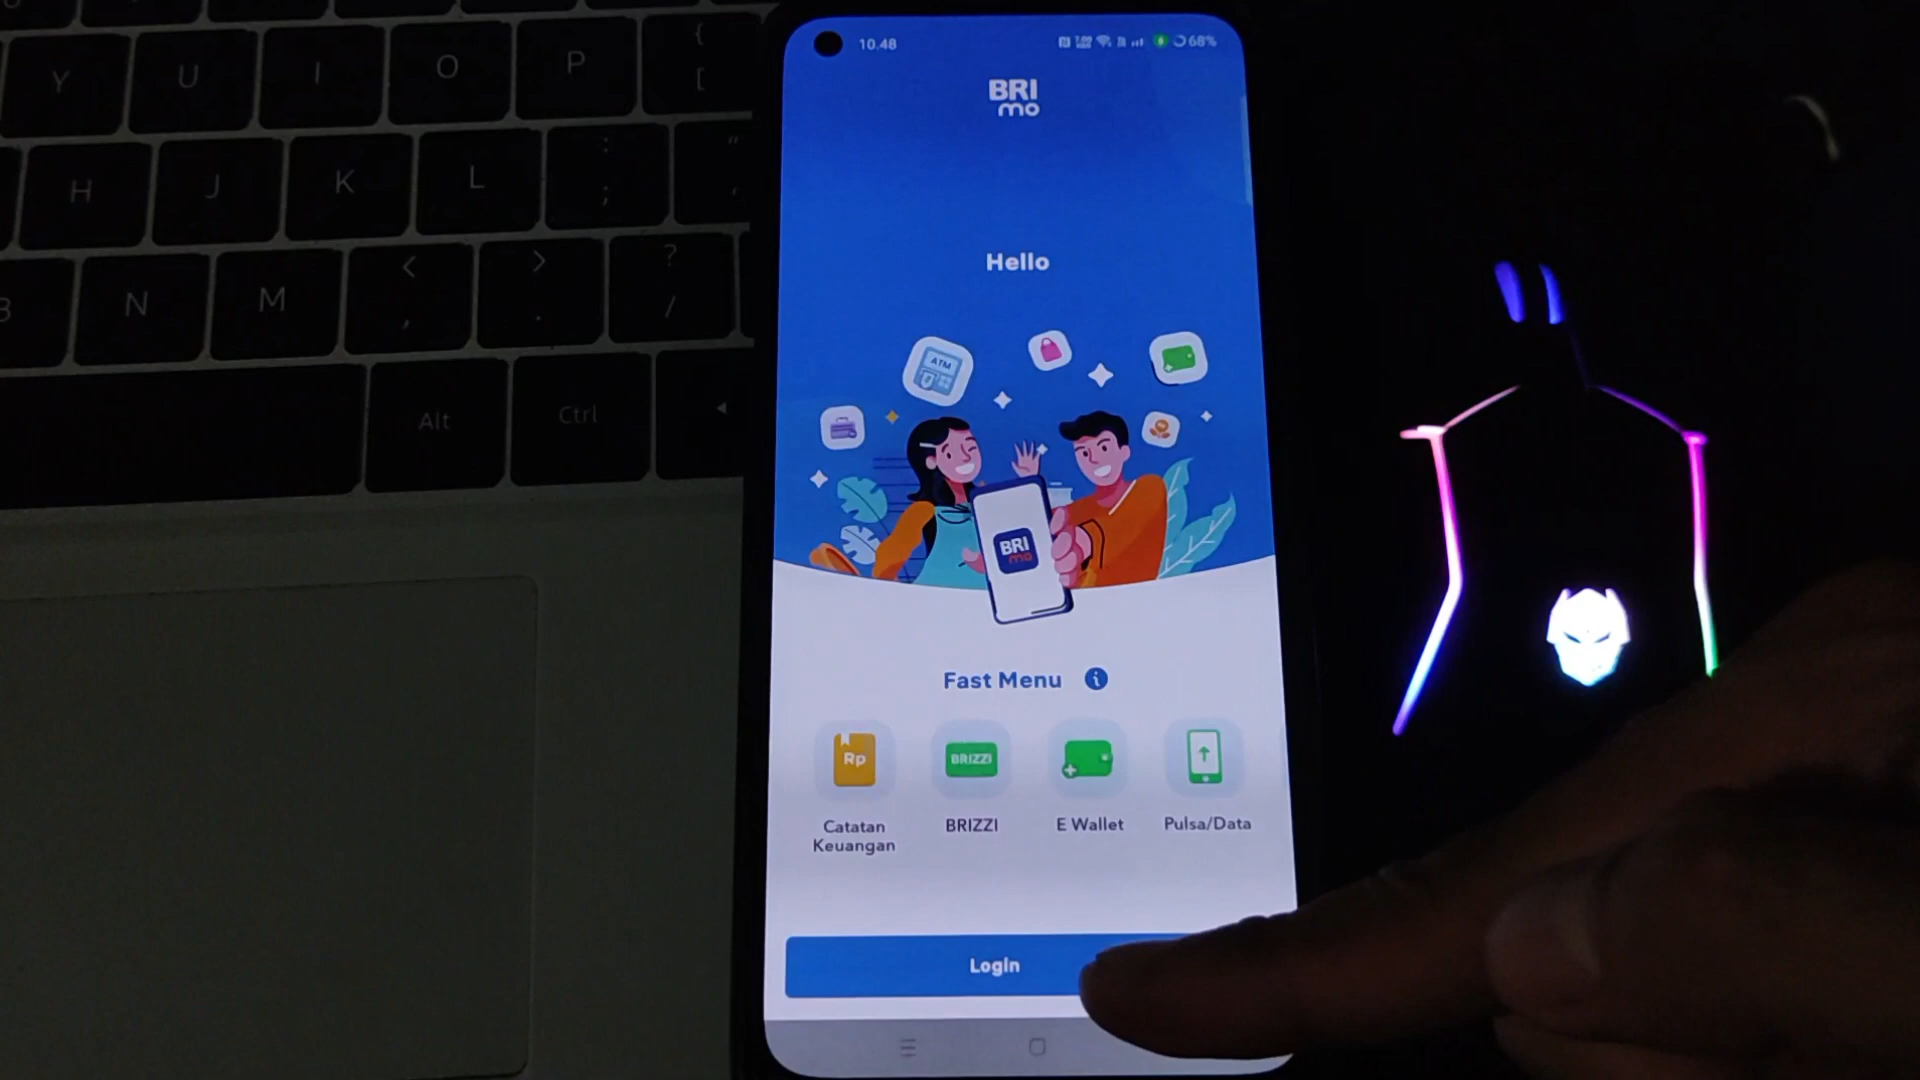 {
Y U I O P [
: "
H J K L ; '
< > ?
N M , . /
Alt Ctrl
10.48
68%
BRI
mo
Hello
ATM
BRI
mo
Fast Menu i
Rp
BRIZZI
Catatan
Keuangan
BRIZZI
E Wallet
Pulsa/Data
Login